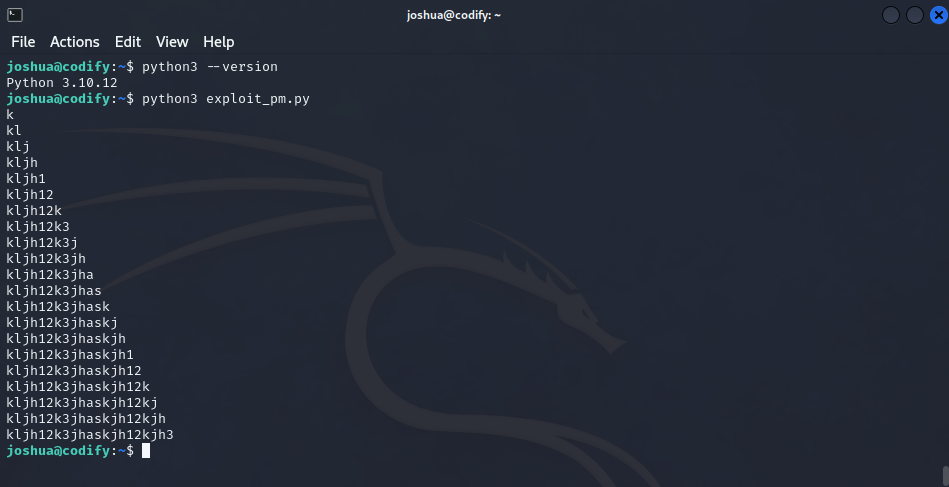 joshua@codify: ~
File Actions Edit View Help
joshua@codify:~$ python3 --version
Python 3.10.12
joshua@codify:~$ python3 exploit_pm.py
k
kl
klj
kljh
kljh1
kljh12
kljh12k
kljh12k3
kljh12k3j
kljh12k3jh
kljh12k3jha
kljh12k3jhas
kljh12k3jhask
kljh12k3jhaskj
kljh12k3jhaskjh
kljh12k3jhaskjh1
kljh12k3jhaskjh12
kljh12k3jhaskjh12k
kljh12k3jhaskjh12kj
kljh12k3jhaskjh12kjh
kljh12k3jhaskjh12kjh3
joshua@codify:~$